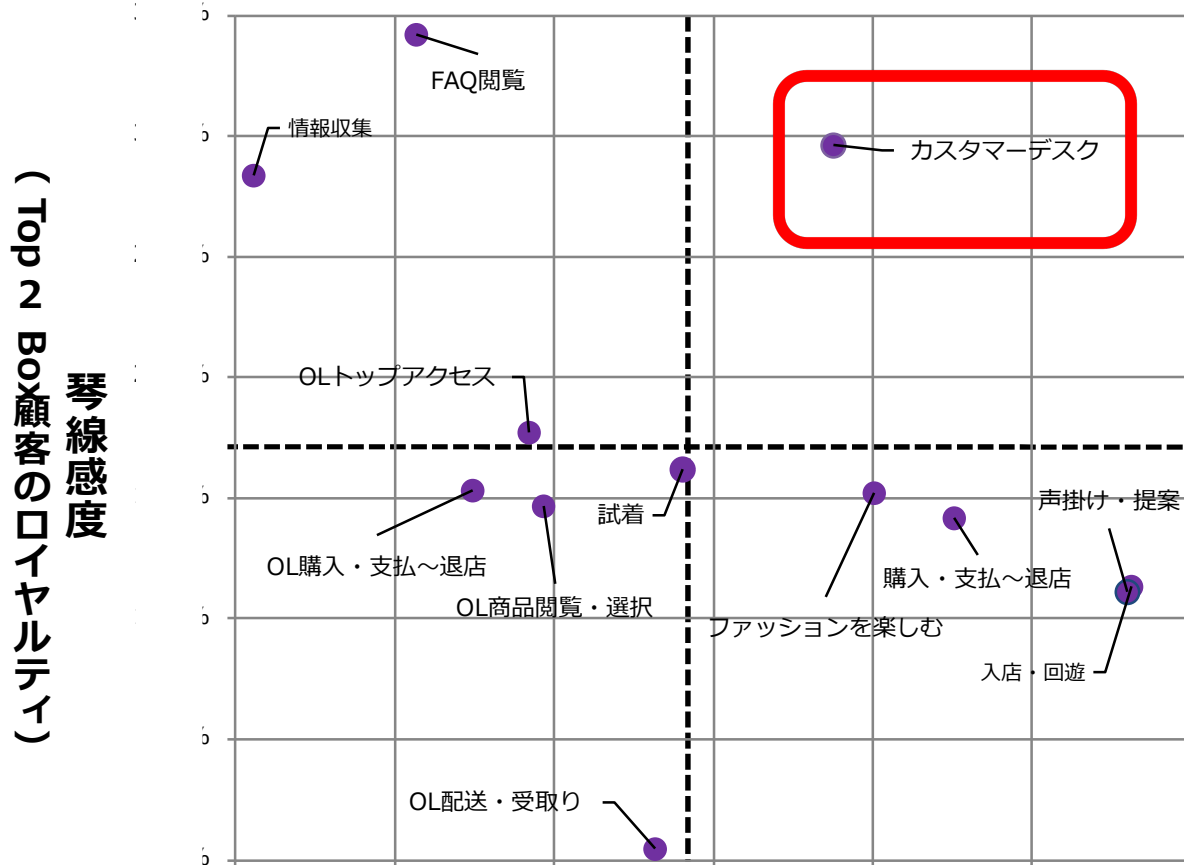 琴線感度
(Top 2 Box顧客のロイヤルティ)
FAQ閲覧
情報収集
カスタマーデスク
OLトップアクセス
試着
声掛け・提案
OL購入・支払～退店
購入・支払～退店
OL商品閲覧・選択
ファッションを楽しむ
入店・回遊
OL配送・受取り